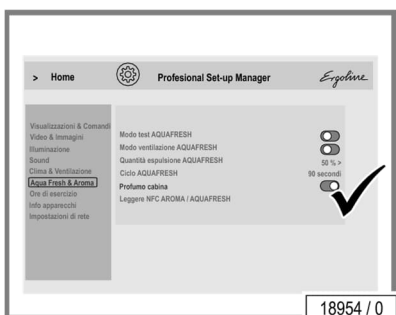 > Home
Profesional Set-up Manager
Ergoline
Visualizzazioni & Comandi
Video & Immagini
Illuminazione
Sound
Clima & Ventilazione
Aqua Fresh & Aroma
Ore di esercizio
Info apparecchi
Impostazioni di rete
Modo test AQUAFRESH
Modo ventilazione AQUAFRESH
Quantità espulsione AQUAFRESH 50 % >
Ciclo AQUAFRESH 90 secondi
Profumo cabina
Leggere NFC AROMA / AQUAFRESH
18954 / 0